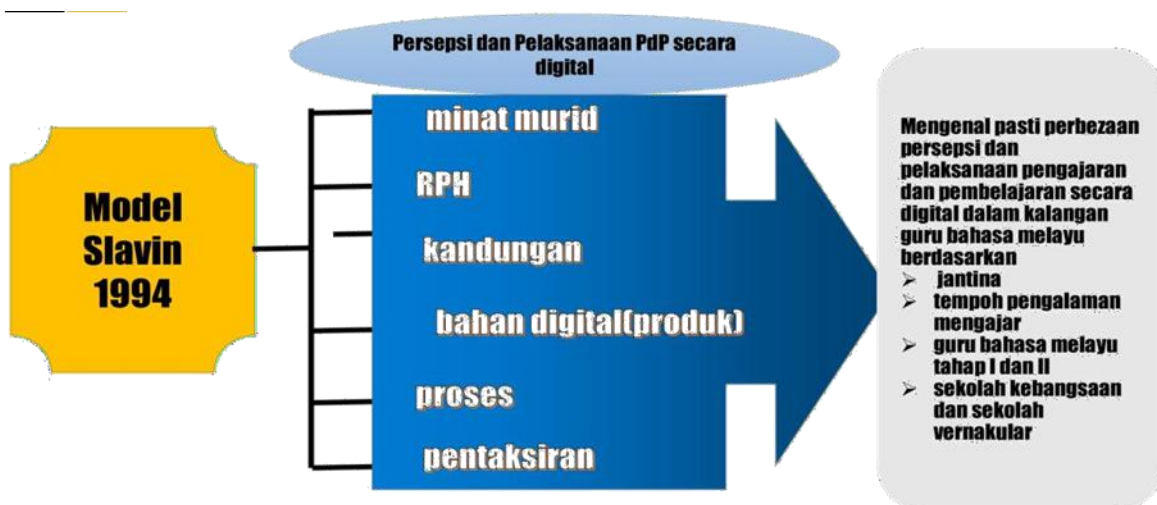 Persepsi dan Pelaksanaan PdP secara
digital
Model
Slavin
1994
minat murid
RPH
kandungan
bahan digital(produk)
proses
pentaksiran
Mengenal pasti perbezaan
persepsi dan
pelaksanaan pengajaran
dan pembelajaran secara
digital dalam kalangan
guru bahasa melayu
berdasarkan
➢ jantina
➢ tempoh pengalaman
mengajar
➢ guru bahasa melayu
tahap I dan II
➢ sekolah kebangsaan
dan sekolah
vernakular